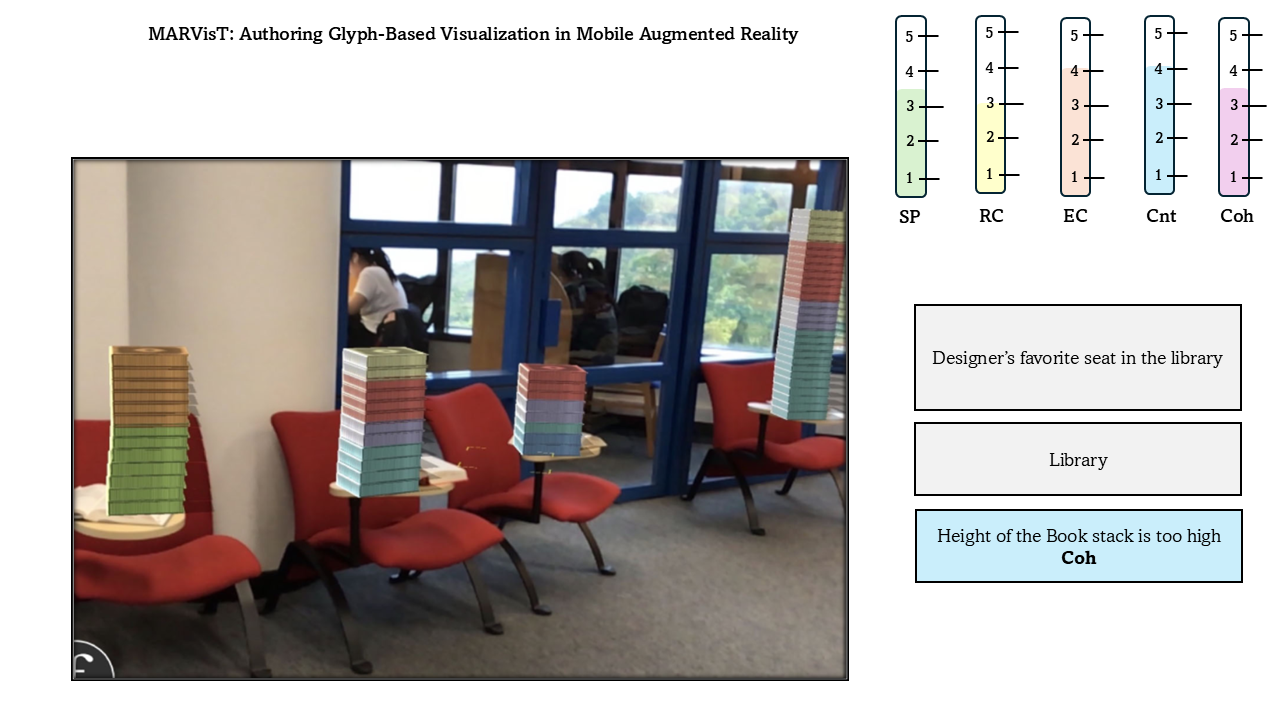 MARVisT: Authoring Glyph-Based Visualization in Mobile Augmented Reality
5
4
3
2
1
SP
5
4
3
2
1
RC
5
4
3
2
1
EC
5
4
3
2
1
Cnt
5
4
3
2
1
Coh
Designer's favorite seat in the library
Library
Height of the Book stack is too high
Coh